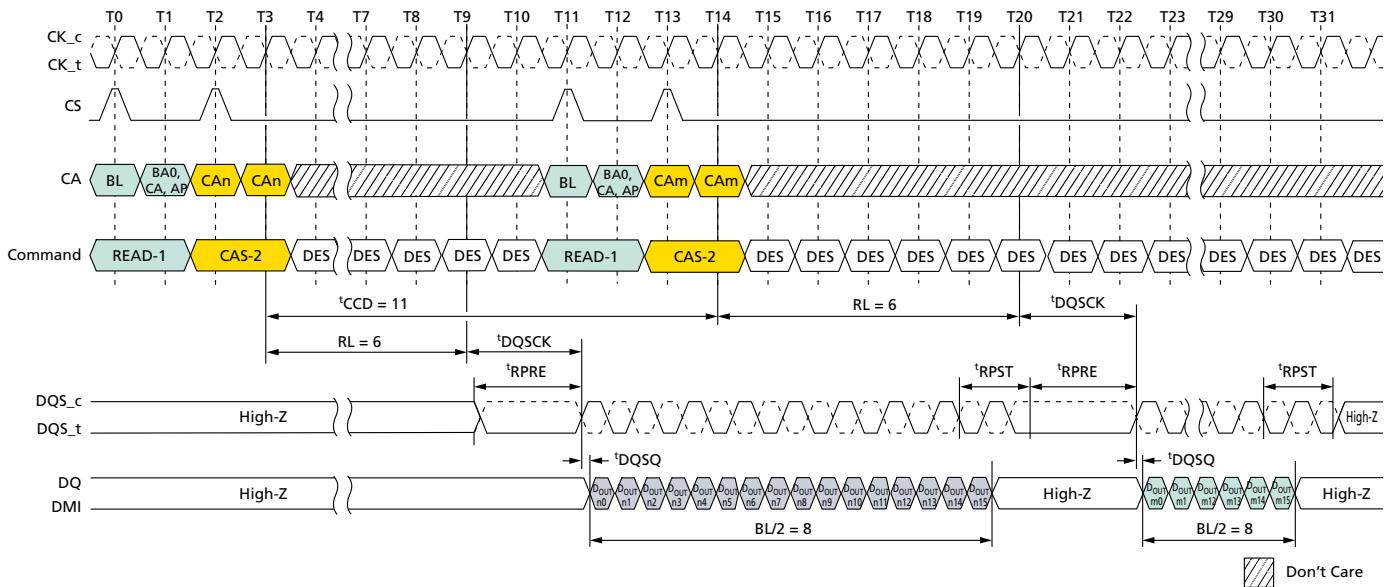 T0 T1 T2 T3 T4 T7 T8 T9 T10 T11 T12 T13 T14 T15 T16 T17 T18 T19 T20 T21 T22 T23 T29 T30 T31
CK_c
CK_t
CS
CA BL BA0, CA, AP CAn CAn BL BA0, CA, AP CAm CAm
Command READ-1 CAS-2 DES DES DES DES DES READ-1 CAS-2 DES DES DES DES DES DES DES DES DES DES DES DES DES
tCCD = 11 RL = 6 tDQSCK
RL = 6 tDQSCK
tRPRE tRPST tRPRE tRPST
DQS_c
DQS_t
High-Z High-Z
tDQSQ tDQSQ
DQ
DMI
High-Z DOUT n0 DOUT n1 DOUT n2 DOUT n3 DOUT n4 DOUT n5 DOUT n6 DOUT n7 DOUT n8 DOUT n9 DOUT n10 DOUT n11 DOUT n12 DOUT n13 DOUT n14 DOUT n15 High-Z DOUT m0 DOUT m1 DOUT m12 DOUT m13 DOUT m14 DOUT m15 High-Z
BL/2 = 8 BL/2 = 8
Don't Care